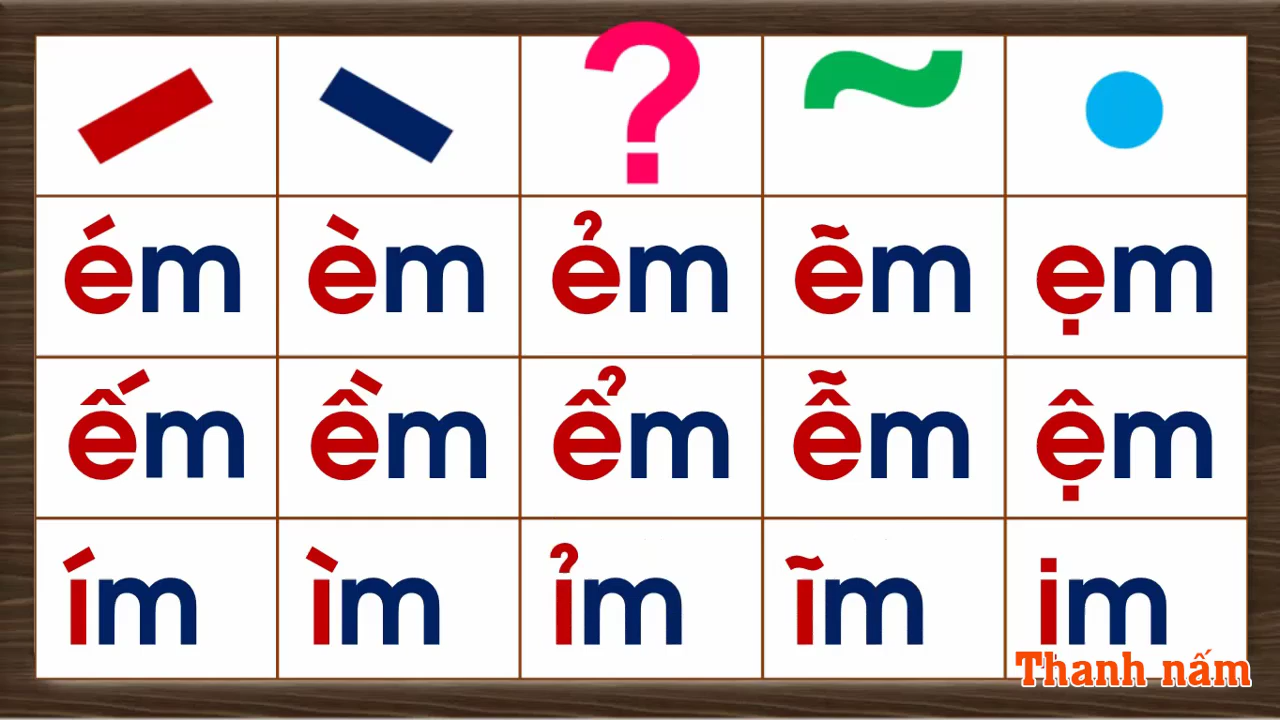 ´ ` ? ~ •
ém èm ẻm ẽm ẹm
ếm ềm ểm ễm ệm
ím ìm ỉm ĩm ịm
Thanh nấm